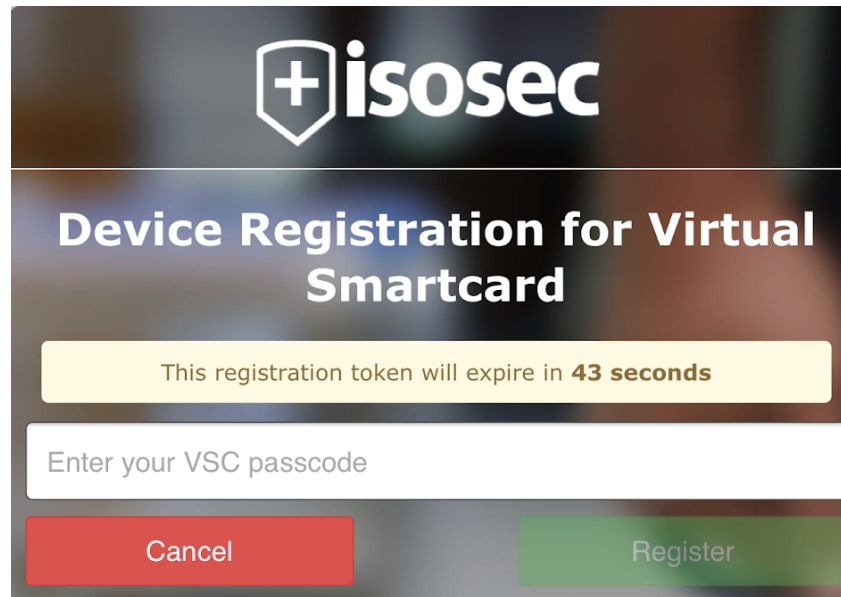 isosec
Device Registration for Virtual
Smartcard
This registration token will expire in 43 seconds
Enter your VSC passcode
Cancel
Register